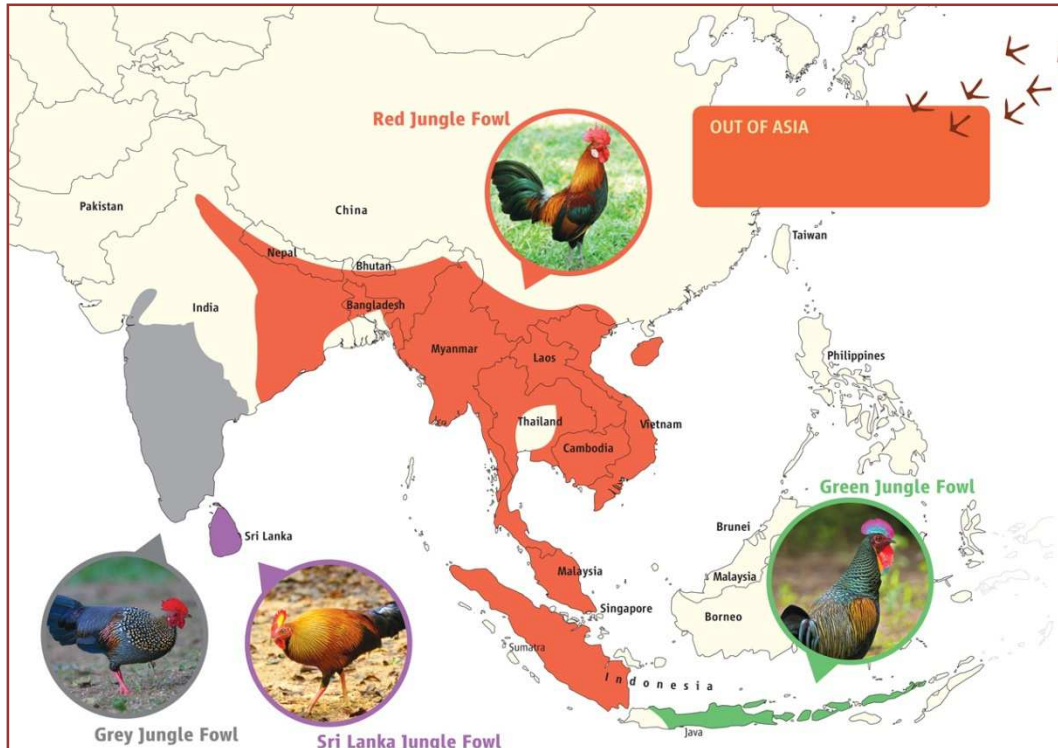 Red Jungle Fowl
OUT OF ASIA
Pakistan
China
Taiwan
Nepal
Bhutan
India
Bangladesh
Myanmar
Laos
Philippines
Thailand
Vietnam
Cambodia
Green Jungle Fowl
Sri Lanka
Brunei
Malaysia
Malaysia
Singapore
Borneo
Sumatra
Indonesia
Java
Grey Jungle Fowl
Sri Lanka Jungle Fowl